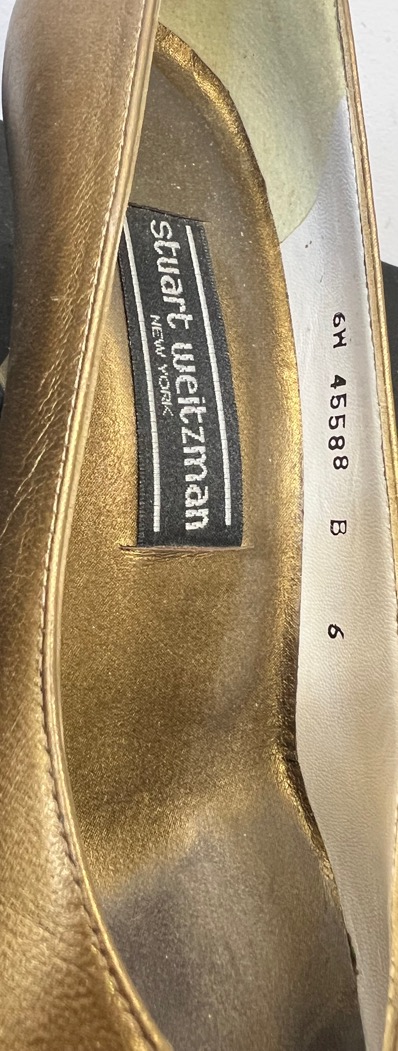 stuart weitzman
NEW YORK
6M 45588 B 6